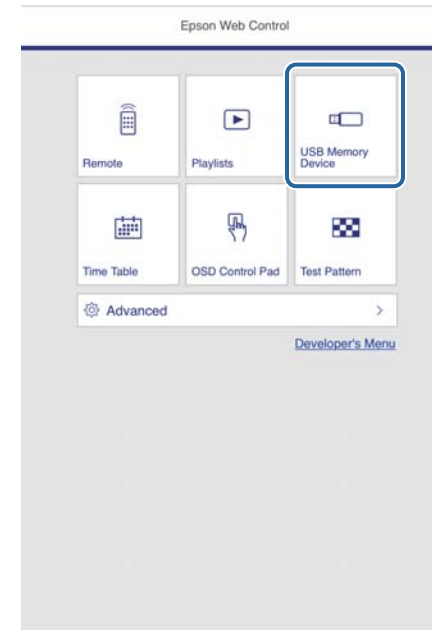 Epson Web Control
Remote
Playlists
USB Memory
Device
Time Table
OSD Control Pad
Test Pattern
Advanced
Developer's Menu